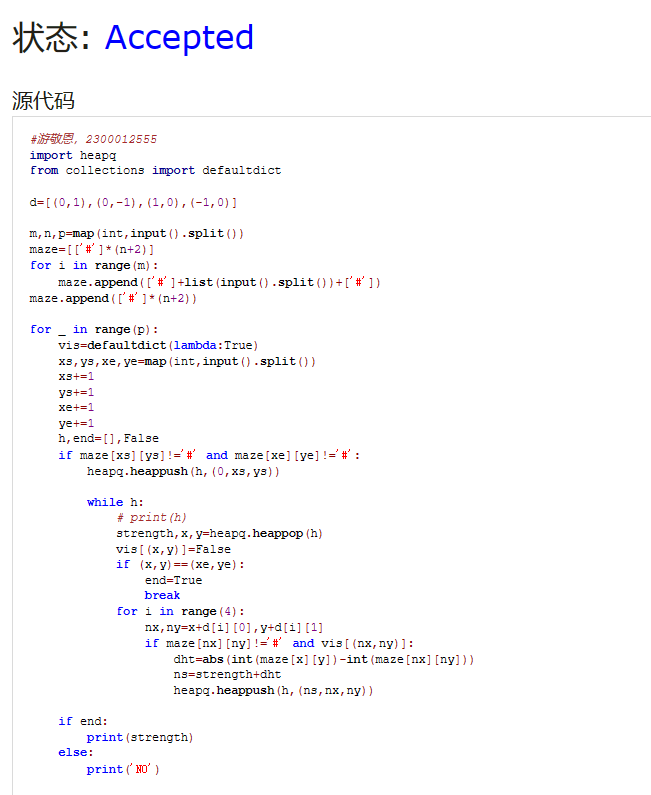 状态: Accepted
源代码
#游敬恩，2300012555
import heapq
from collections import defaultdict
d=[(0,1),(0,-1),(1,0),(-1,0)]
m,n,p=map(int,input().split())
maze=[['#']*(n+2)]
for i in range(m):
    maze.append(['#']+list(input().split())+['#'])
maze.append(['#']*(n+2))
for _ in range(p):
    vis=defaultdict(lambda:True)
    xs,ys,xe,ye=map(int,input().split())
    xs+=1
    ys+=1
    xe+=1
    ye+=1
    h,end=[],False
    if maze[xs][ys]!='#' and maze[xe][ye]!='#':
        heapq.heappush(h,(0,xs,ys))
        while h:
            # print(h)
            strength,x,y=heapq.heappop(h)
            vis[(x,y)]=False
            if (x,y)==(xe,ye):
                end=True
                break
            for i in range(4):
                nx,ny=x+d[i][0],y+d[i][1]
                if maze[nx][ny]!='#' and vis[(nx,ny)]:
                    dht=abs(int(maze[x][y])-int(maze[nx][ny]))
                    ns=strength+dht
                    heapq.heappush(h,(ns,nx,ny))
    if end:
        print(strength)
    else:
        print('NO')